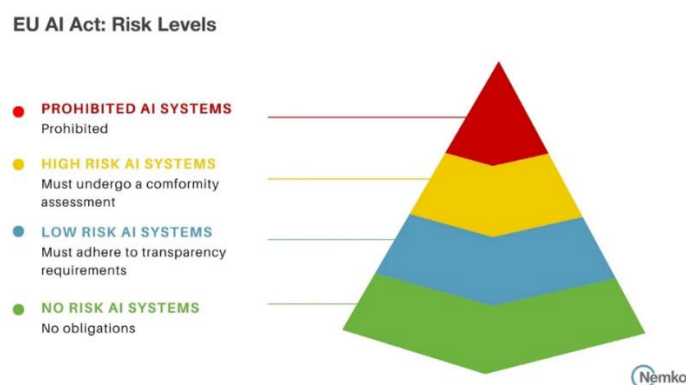 EU AI Act: Risk Levels
PROHIBITED AI SYSTEMS
Prohibited
HIGH RISK AI SYSTEMS
Must undergo a comformity
assessment
LOW RISK AI SYSTEMS
Must adhere to transparency
requirements
NO RISK AI SYSTEMS
No obligations
Nemko